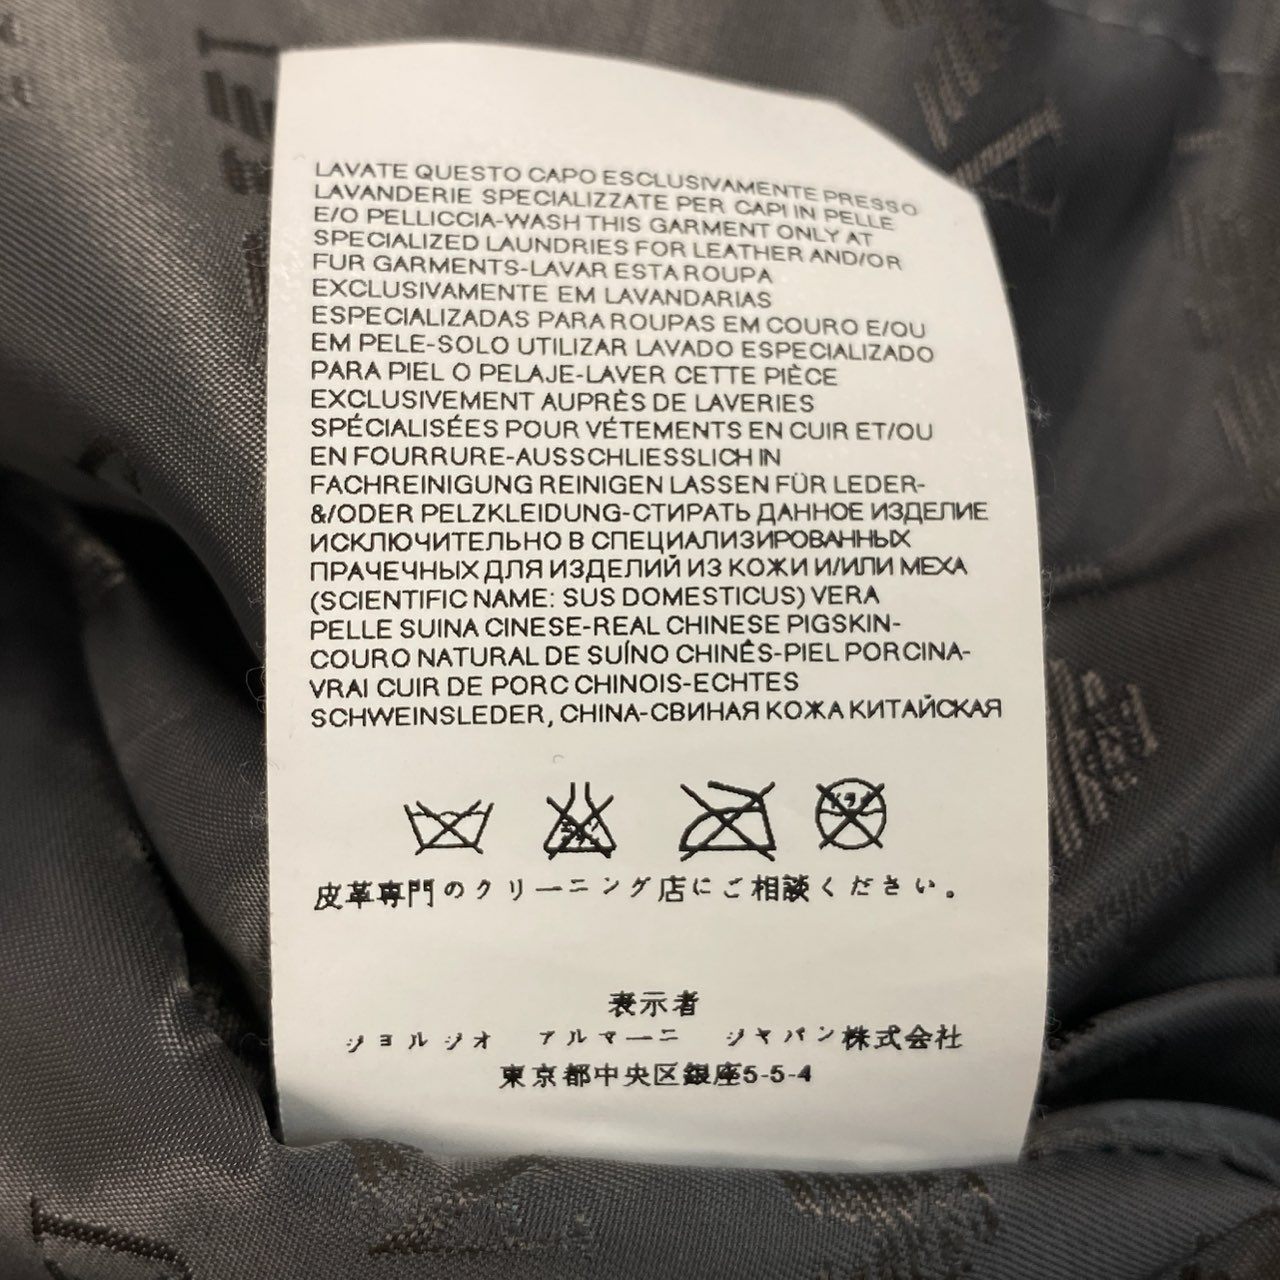 LAVATE QUESTO CAPO ESCLUSIVAMENTE PRESSO
LAVANDERIE SPECIALIZZATE PER CAPI IN PELLE
E/O PELLICCIA-WASH THIS GARMENT ONLY AT
SPECIALIZED LAUNDRIES FOR LEATHER AND/OR
FUR GARMENTS-LAVAR ESTA ROUPA
EXCLUSIVAMENTE EM LAVANDARIAS
ESPECIALIZADAS PARA ROUPAS EM COURO E/OU
EM PELE-SOLO UTILIZAR LAVADO ESPECIALIZADO
PARA PIEL O PELAJE-LAVER CETTE PIÈCE
EXCLUSIVEMENT AUPRÈS DE LAVERIES
SPÉCIALISÉES POUR VÉTEMENTS EN CUIR ET/OU
EN FOURRURE-AUSSCHLIESSLICH IN
FACHREINIGUNG REINIGEN LASSEN FÜR LEDER-
&/ODER PELZKLEIDUNG-СТИРАТЬ ДАННОЕ ИЗДЕЛИЕ
ИСКЛЮЧИТЕЛЬНО В СПЕЦИАЛИЗИРОВАННЫХ
ПРАЧЕЧНЫХ ДЛЯ ИЗДЕЛИЙ ИЗ КОЖИ И/ИЛИ МЕХА
(SCIENTIFIC NAME: SUS DOMESTICUS) VERA
PELLE SUINA CINESE-REAL CHINESE PIGSKIN-
COURO NATURAL DE SUÍNO CHINÊS-PIEL PORCINA-
VRAI CUIR DE PORC CHINOIS-ECHTES
SCHWEINSLEDER, CHINA-СВИНАЯ КОЖА КИТАЙСКАЯ
皮革専門のクリーニング店にご相談ください。
表示者
ジョルジオ アルマーニ ジャパン株式会社
東京都中央区銀座5-5-4